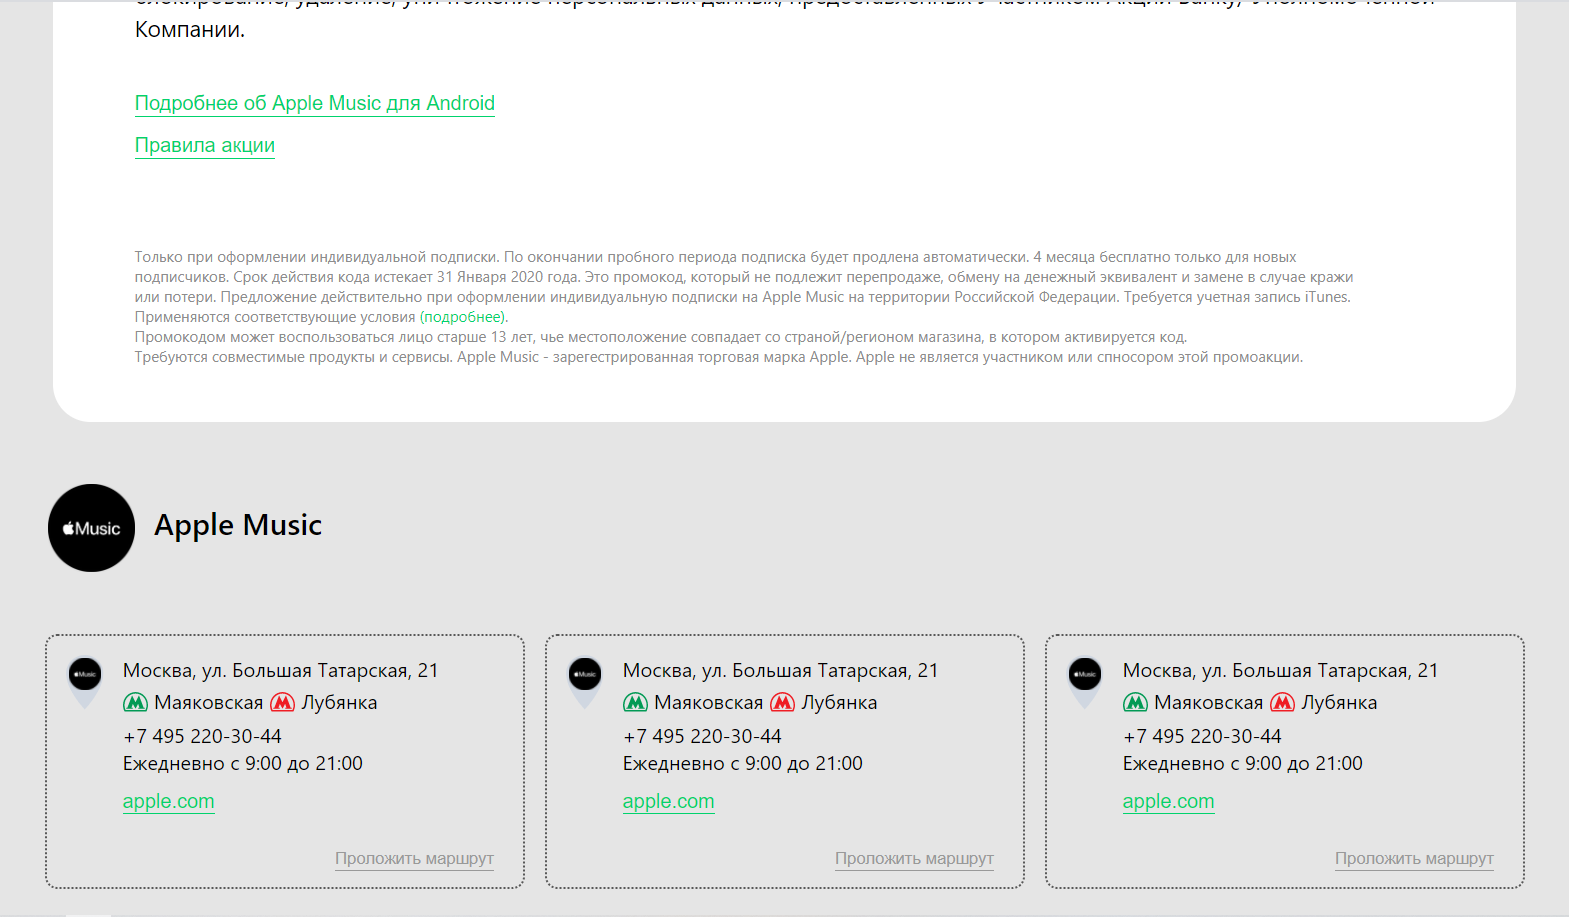 Компании.
Подробнее об Apple Music для Android
Правила акции
Только при оформлении индивидуальной подписки. По окончании пробного периода подписка будет продлена автоматически. 4 месяца бесплатно только для новых
подписчиков. Срок действия кода истекает 31 Января 2020 года. Это промокод, который не подлежит перепродаже, обмену на денежный эквивалент и замене в случае кражи
или потери. Предложение действительно при оформлении индивидуальную подписки на Apple Music на территории Российской Федерации. Требуется учетная запись iTunes.
Применяются соответствующие условия (подробнее).
Промокодом может воспользоваться лицо старше 13 лет, чье местоположение совпадает со страной/регионом магазина, в котором активируется код.
Требуются совместимые продукты и сервисы. Apple Music - зарегестрированная торговая марка Apple. Apple не является участником или спносором этой промоакции.
Music Apple Music
Music Москва, ул. Большая Татарская, 21
Маяковская Лубянка
+7 495 220-30-44
Ежедневно с 9:00 до 21:00
apple.com
Проложить маршрут
Music Москва, ул. Большая Татарская, 21
Маяковская Лубянка
+7 495 220-30-44
Ежедневно с 9:00 до 21:00
apple.com
Проложить маршрут
Music Москва, ул. Большая Татарская, 21
Маяковская Лубянка
+7 495 220-30-44
Ежедневно с 9:00 до 21:00
apple.com
Проложить маршрут